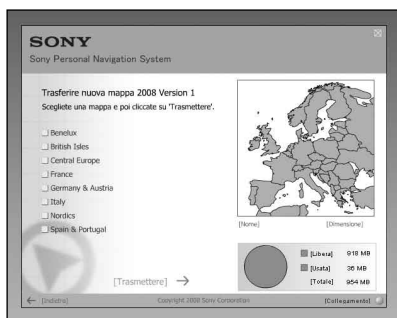 SONY
Sony Personal Navigation System
Trasferire nuova mappa 2008 Version 1
Scegliete una mappa e poi cliccate su 'Trasmettere'.
Benelux
British Isles
Central Europe
France
Germany & Austria
Italy
Nordics
Spain & Portugal
[Nome] [Dimensione]
[Libera] 918 MB
[Usata] 36 MB
[Totale] 954 MB
[Trasmettere]
[Indietro] Copyright 2008 Sony Corporation [Collegamento]